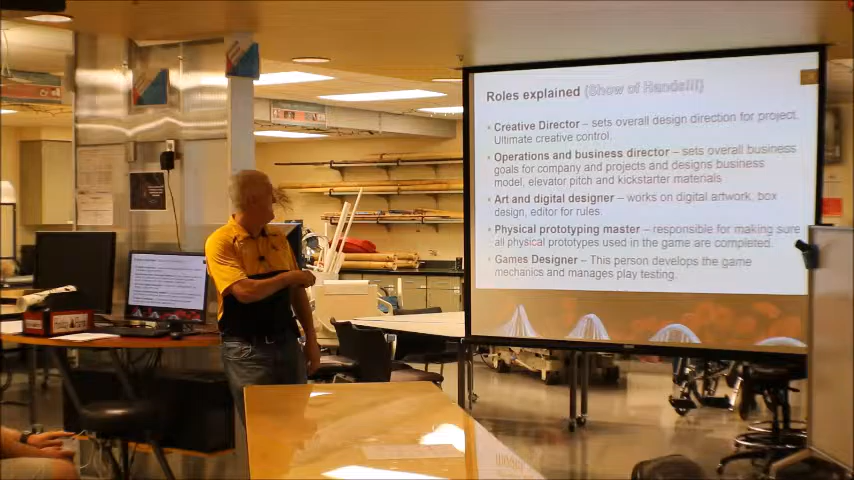 Roles explained (Show of Hands!!!)
• Creative Director – sets overall design direction for project.
Ultimate creative control.
• Operations and business director – sets overall business
goals for company and projects and designs business
model, elevator pitch and kickstarter materials
• Art and digital designer – works on digital artwork, box
design, editor for rules.
• Physical prototyping master – responsible for making sure
all physical prototypes used in the game are completed.
• Games Designer – This person develops the game
mechanics and manages play testing.